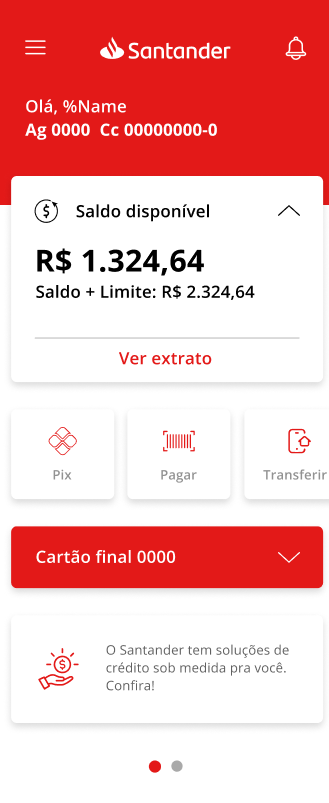 Santander
Olá, %Name
Ag 0000 Cc 00000000-0
Saldo disponível
R$ 1.324,64
Saldo + Limite: R$ 2.324,64
Ver extrato
Pix
Pagar
Transferir
Cartão final 0000
O Santander tem soluções de
crédito sob medida pra você.
Confira!